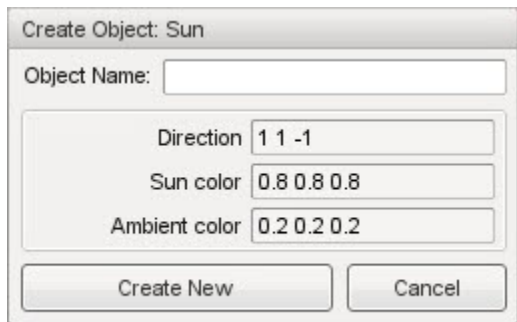 Create Object: Sun
Object Name:
Direction 1 1 -1
Sun color 0.8 0.8 0.8
Ambient color 0.2 0.2 0.2
Create New Cancel